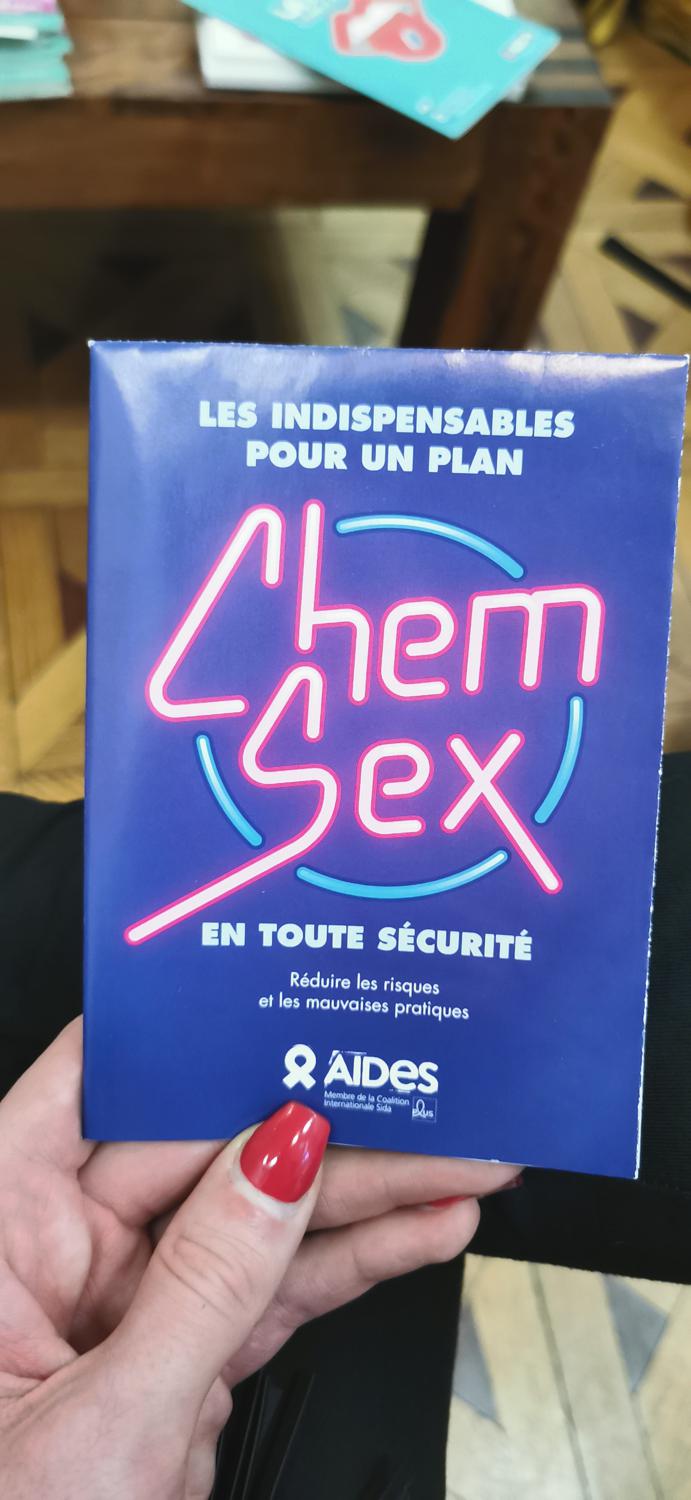 LES INDISPENSABLES
POUR UN PLAN
Chem
Sex
EN TOUTE SÉCURITÉ
Réduire les risques
et les mauvaises pratiques
AIDES
Membre de la Coalition
Internationale Sida
PLUS